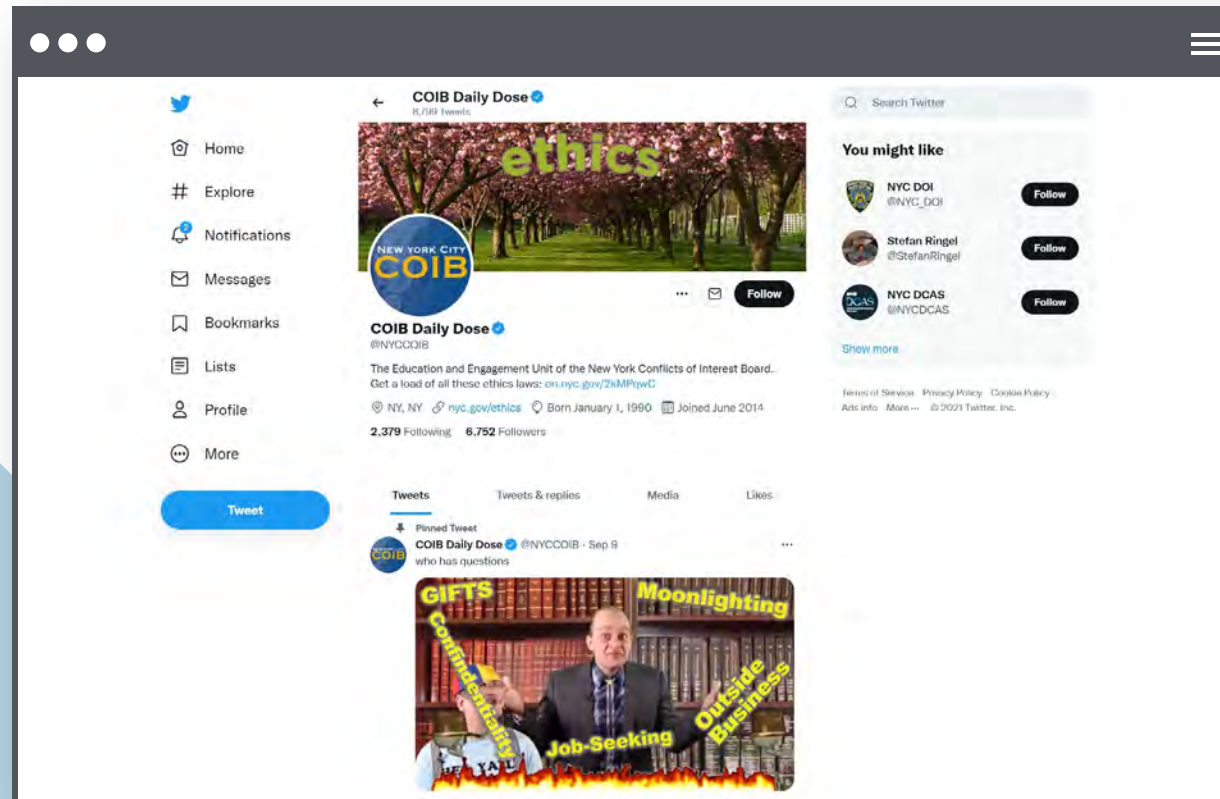 Home
Explore
2
Notifications
Messages
Bookmarks
Lists
Profile
More
Tweet
COIB Daily Dose
8,799 Tweets
ethics
NEW YORK CITY
COIB
Follow
COIB Daily Dose
@NYCCOIB
The Education and Engagement Unit of the New York Conflicts of Interest Board.
Get a load of all these ethics laws: on.nyc.gov/2kMPqwC
NY, NY nyc.gov/ethics Born January 1, 1990 Joined June 2014
2,379 Following 6,752 Followers
Tweets Tweets & replies Media Likes
Pinned Tweet
COIB Daily Dose @NYCCOIB · Sep 9
who has questions
COIB
GIFTS
Moonlighting
Confindentiality
Outside
Business
Job-Seeking
YA'LL
Search Twitter
You might like
NYC DOI
@NYC_DOI
Follow
Stefan Ringel
@StefanRingel
Follow
DCAS
NYC DCAS
@NYCDCAS
Follow
Show more
Terms of Service Privacy Policy Cookie Policy
Ads info More ··· © 2021 Twitter, Inc.